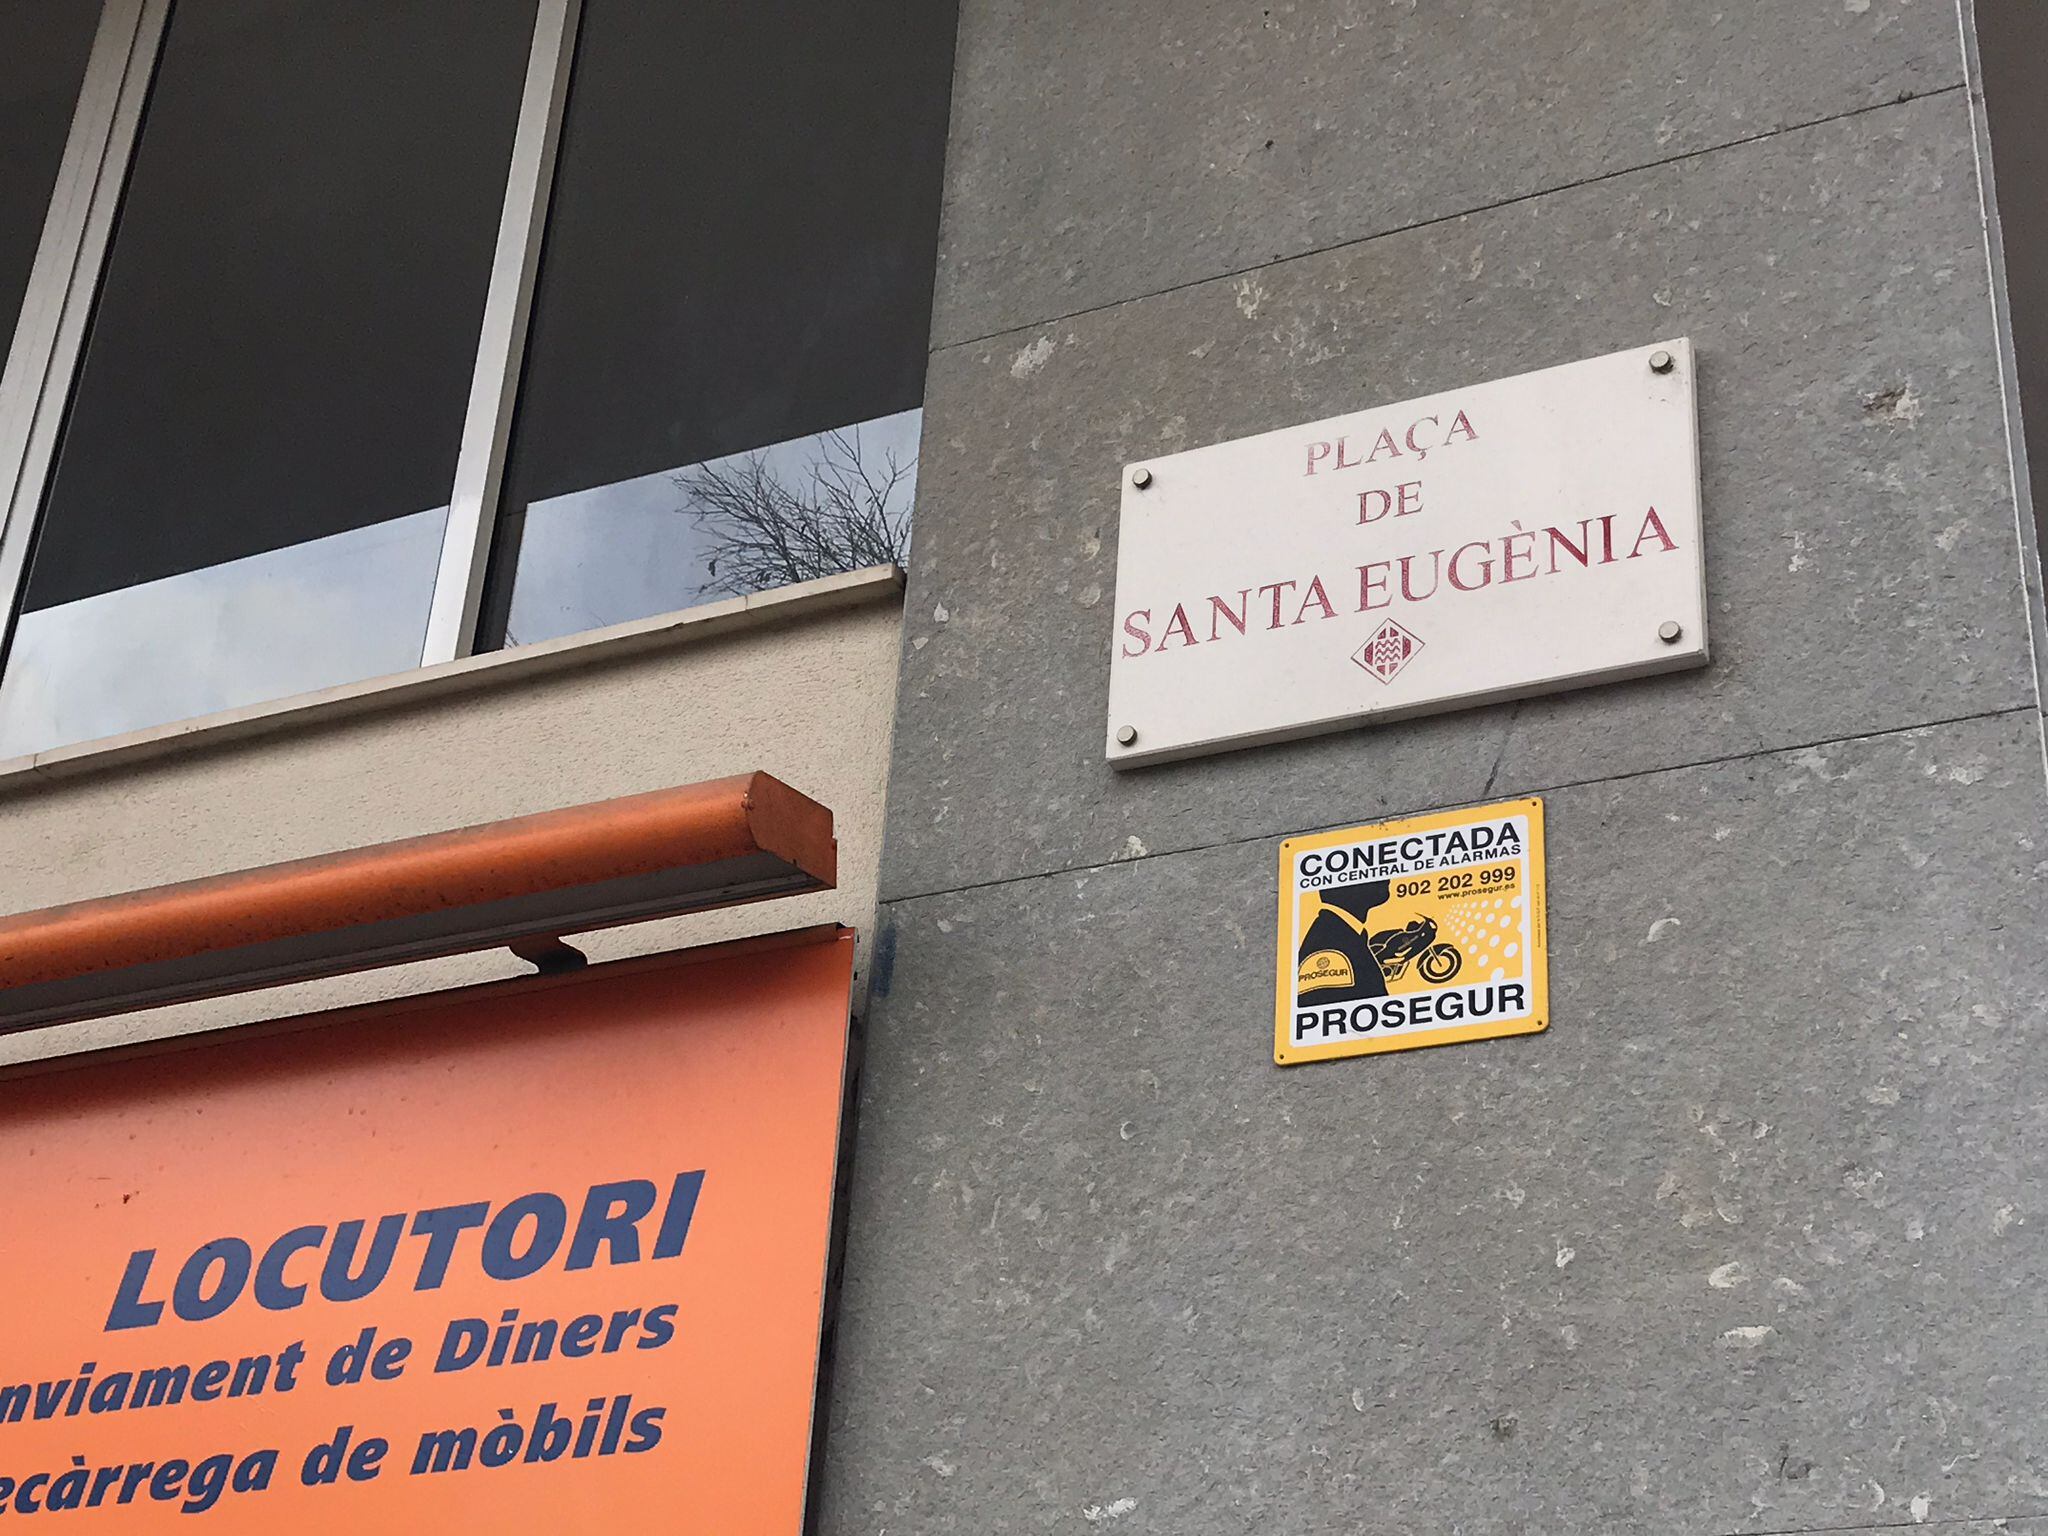 PLAÇA
DE
SANTA EUGÈNIA
CONECTADA
CON CENTRAL DE ALARMAS
902 202 999
www.prosegur.es
PROSEGUR
PROSEGUR
LOCUTORI
nviament de Diners
ecàrrega de mòbils